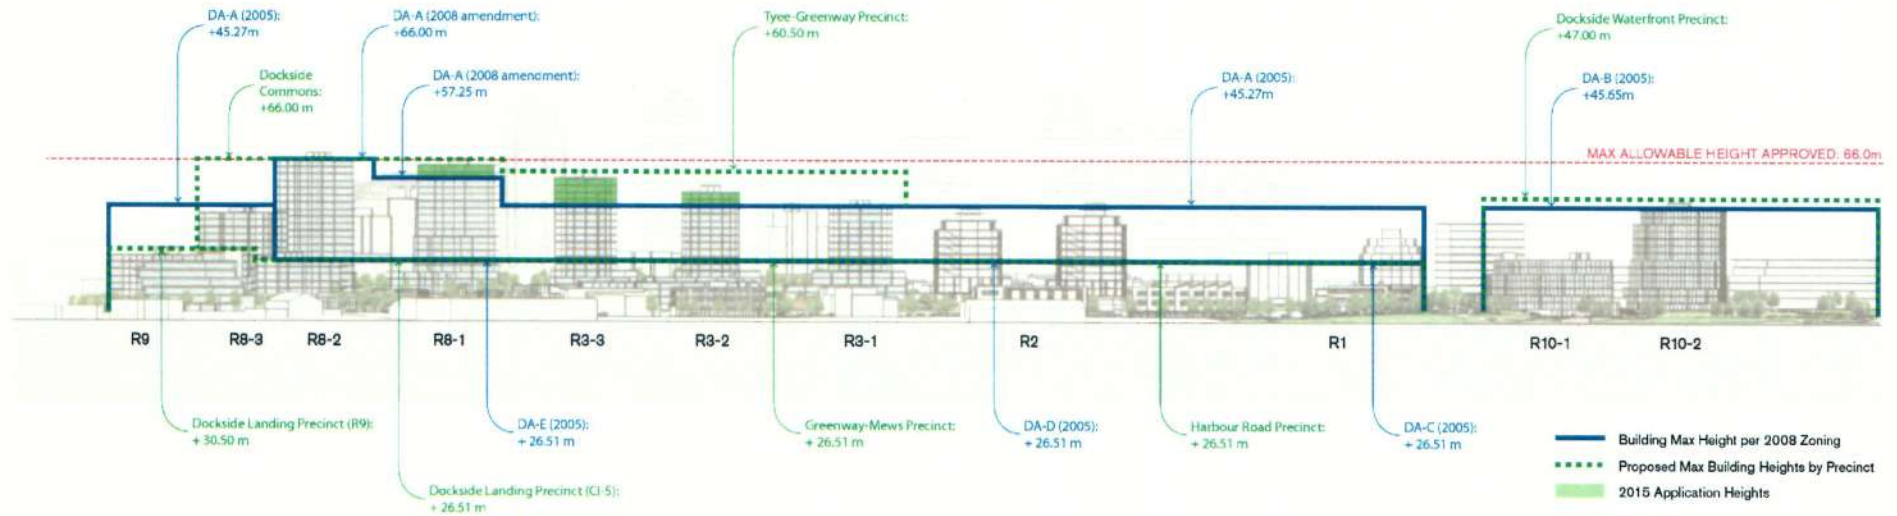 DA-A (2005):
+45.27m
DA-A (2008 amendment):
+66.00 m
Tyee-Greenway Precinct:
+60.50 m
Dockside Waterfront Precinct:
+47.00 m
Dockside
Commons:
+66.00 m
DA-A (2008 amendment):
+57.25 m
DA-A (2005):
+45.27m
DA-B (2005):
+45.65m
MAX ALLOWABLE HEIGHT APPROVED: 66.0m
R9
R8-3
R8-2
R8-1
R3-3
R3-2
R3-1
R2
R1
R10-1
R10-2
Dockside Landing Precinct (R9):
+ 30.50 m
DA-E (2005):
+ 26.51 m
Greenway-Mews Precinct:
+ 26.51 m
DA-D (2005):
+ 26.51 m
Harbour Road Precinct:
+ 26.51 m
DA-C (2005):
+ 26.51 m
Dockside Landing Precinct (CI-5):
+ 26.51 m
Building Max Height per 2008 Zoning
Proposed Max Building Heights by Precinct
2015 Application Heights